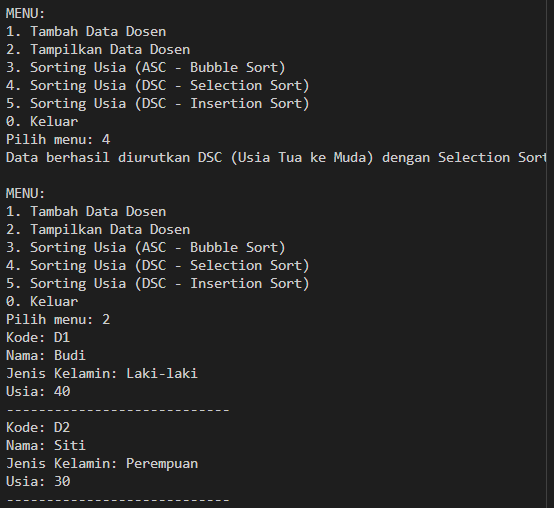 MENU:
1. Tambah Data Dosen
2. Tampilkan Data Dosen
3. Sorting Usia (ASC - Bubble Sort)
4. Sorting Usia (DSC - Selection Sort)
5. Sorting Usia (DSC - Insertion Sort)
0. Keluar
Pilih menu: 4
Data berhasil diurutkan DSC (Usia Tua ke Muda) dengan Selection Sort
MENU:
1. Tambah Data Dosen
2. Tampilkan Data Dosen
3. Sorting Usia (ASC - Bubble Sort)
4. Sorting Usia (DSC - Selection Sort)
5. Sorting Usia (DSC - Insertion Sort)
0. Keluar
Pilih menu: 2
Kode: D1
Nama: Budi
Jenis Kelamin: Laki-laki
Usia: 40
----------------------------
Kode: D2
Nama: Siti
Jenis Kelamin: Perempuan
Usia: 30
----------------------------